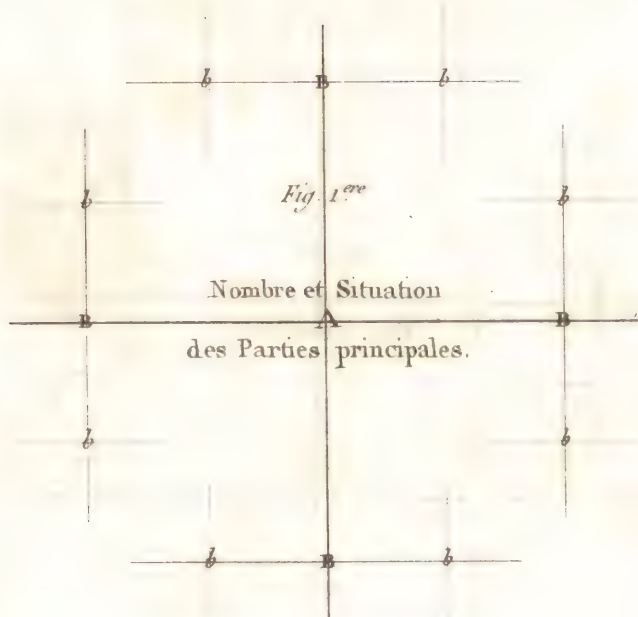 b B b
b Fig. 1.ere b
Nombre et Situation
B A B
des Parties principales.
b b
b B b